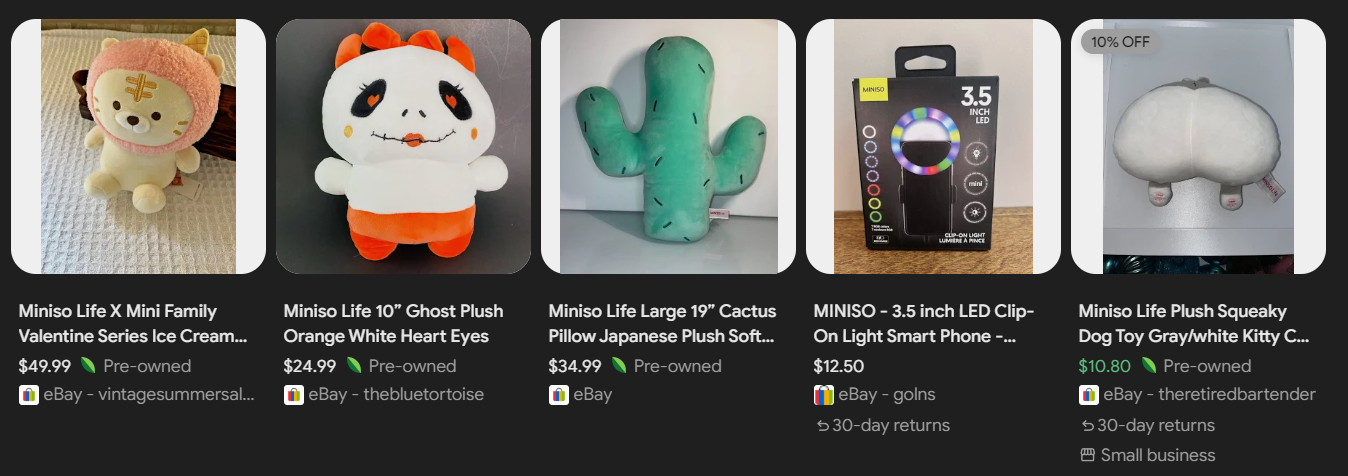 10% OFF
MINISO
3.5
INCH
LED
mini
CLIP-ON LIGHT
LUMIÈRE À PINCE
Miniso Life X Mini Family
Valentine Series Ice Cream...
$49.99 Pre-owned
eBay - vintagesummersal...
Miniso Life 10” Ghost Plush
Orange White Heart Eyes
$24.99 Pre-owned
eBay - thebluetortoise
Miniso Life Large 19” Cactus
Pillow Japanese Plush Soft...
$34.99 Pre-owned
eBay
MINISO - 3.5 inch LED Clip-
On Light Smart Phone -...
$12.50
eBay - golns
30-day returns
Miniso Life Plush Squeaky
Dog Toy Gray/white Kitty C...
$10.80 Pre-owned
eBay - theretiredbartender
30-day returns
Small business